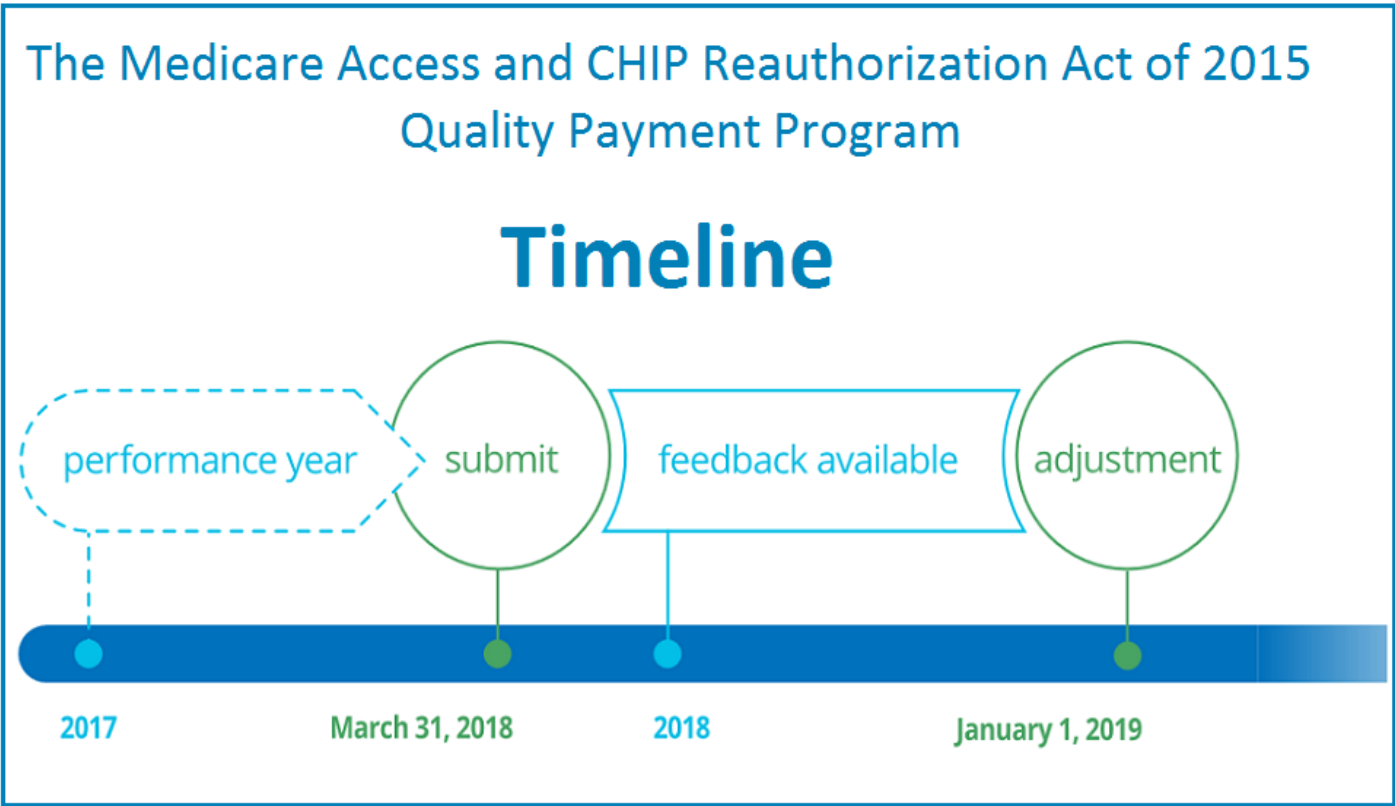 The Medicare Access and CHIP Reauthorization Act of 2015
Quality Payment Program
Timeline
performance year
submit
feedback available
adjustment
2017
March 31, 2018
2018
January 1, 2019